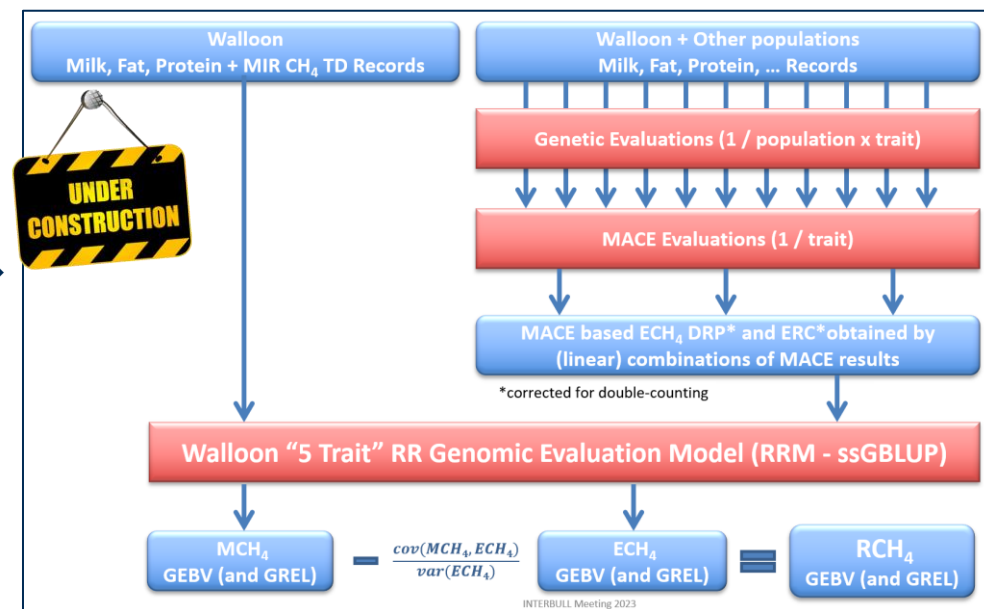 Walloon
Milk, Fat, Protein + MIR CH₄ TD Records
Walloon + Other populations
Milk, Fat, Protein, ... Records
UNDER
CONSTRUCTION
Genetic Evaluations (1 / population x trait)
MACE Evaluations (1 / trait)
MACE based ECH₄ DRP* and ERC*obtained by
(linear) combinations of MACE results
*corrected for double-counting
Walloon “5 Trait” RR Genomic Evaluation Model (RRM - ssGBLUP)
MCH₄
GEBV (and GREL)
cov(MCH₄, ECH₄)
var(ECH₄)
ECH₄
GEBV (and GREL)
RCH₄
GEBV (and GREL)
INTERBULL Meeting 2023